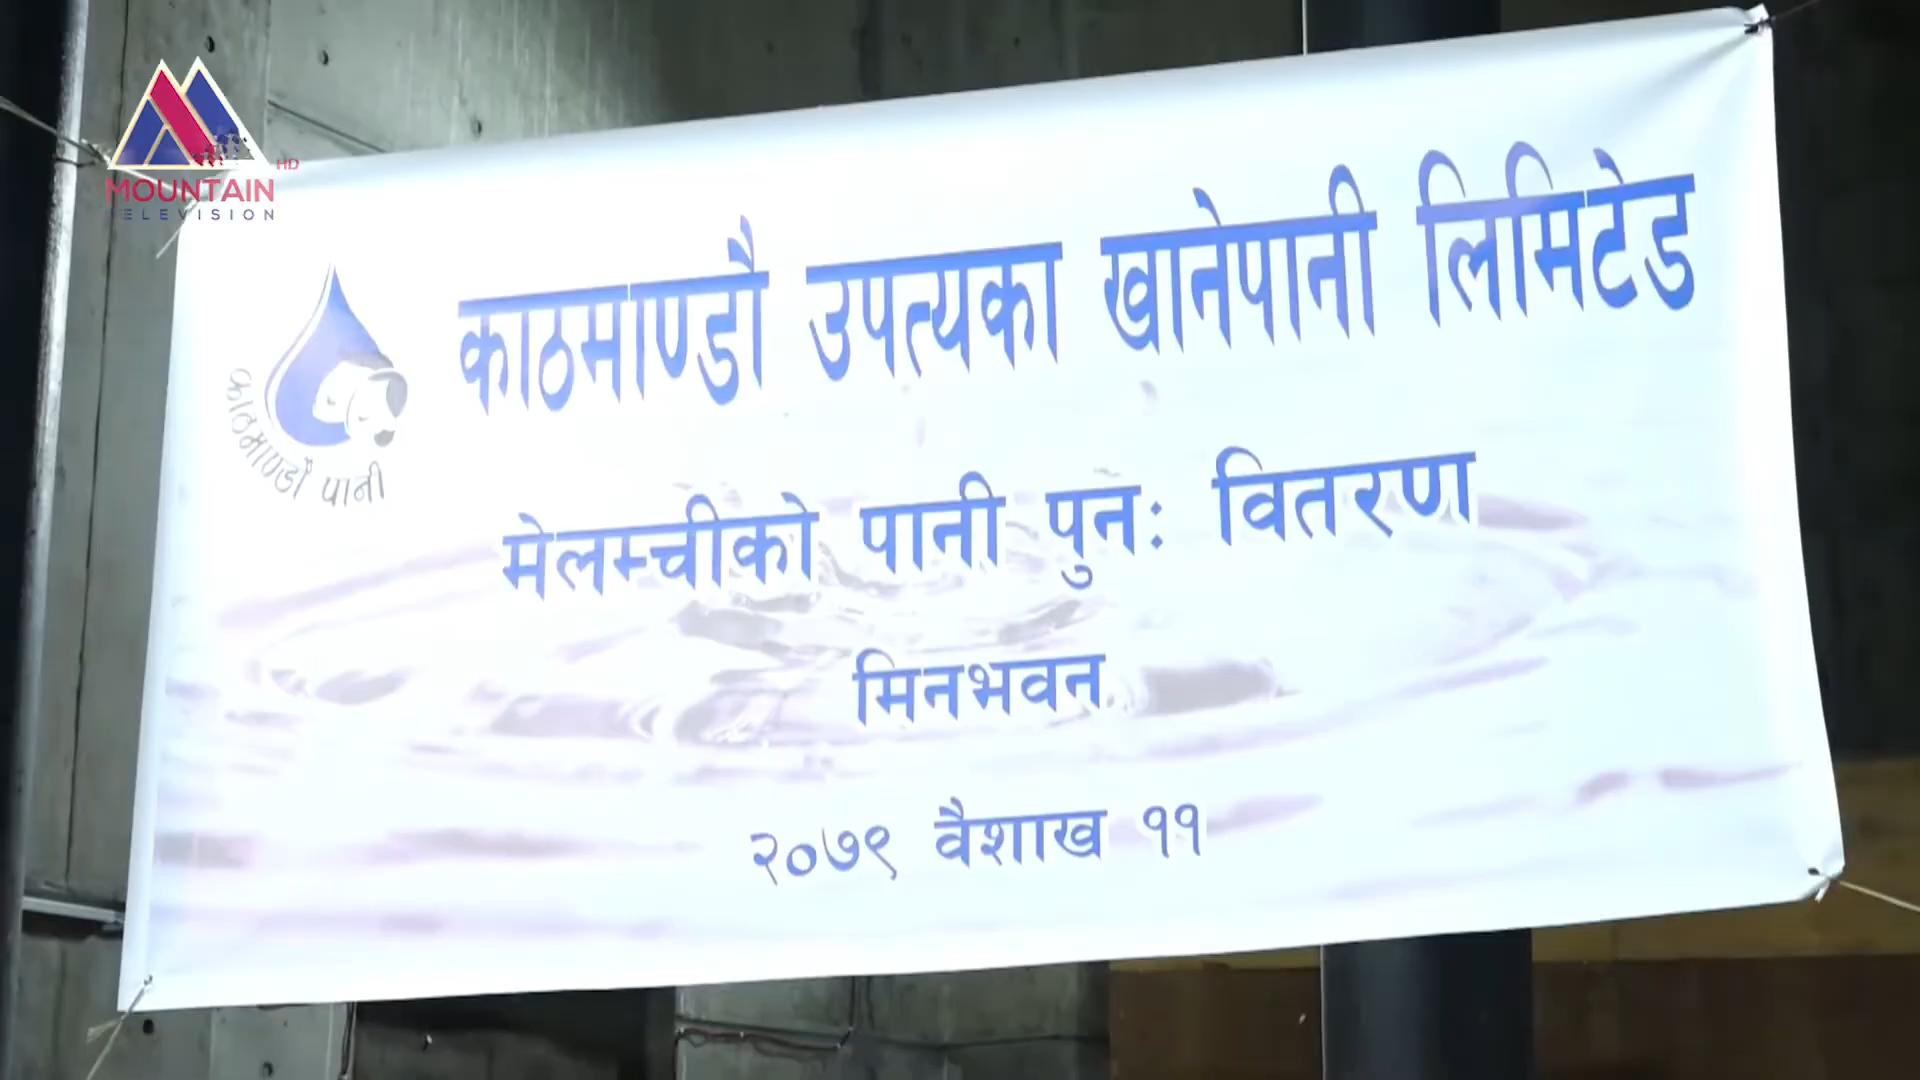 MOUNTAIN HD
TELEVISION
काठमाण्डौ उपत्यका खानेपानी लिमिटेड
काठमाण्डौ पानी
मेलम्चीको पानी पुनः वितरण
मिनभवन
२०७९ वैशाख ११